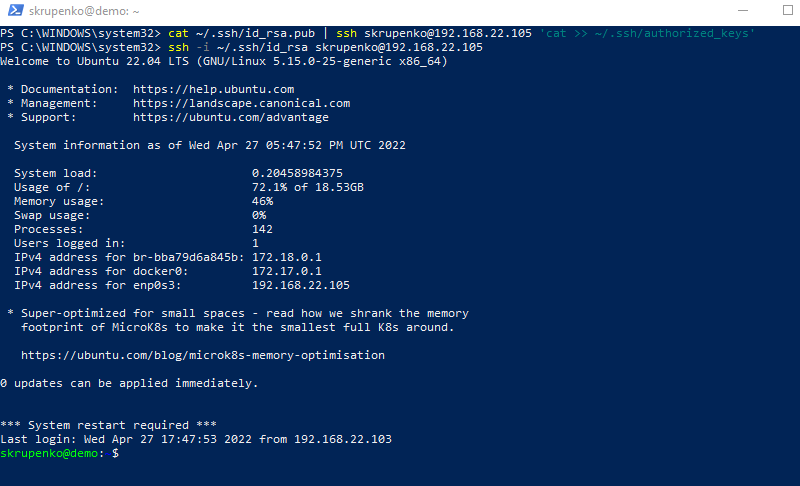 skrupenko@demo: ~
PS C:\WINDOWS\system32> cat ~/.ssh/id_rsa.pub | ssh skrupenko@192.168.22.105 'cat >> ~/.ssh/authorized_keys'
PS C:\WINDOWS\system32> ssh -i ~/.ssh/id_rsa skrupenko@192.168.22.105
Welcome to Ubuntu 22.04 LTS (GNU/Linux 5.15.0-25-generic x86_64)

 * Documentation:  https://help.ubuntu.com
 * Management:     https://landscape.canonical.com
 * Support:        https://ubuntu.com/advantage

  System information as of Wed Apr 27 05:47:52 PM UTC 2022

  System load:                      0.20458984375
  Usage of /:                       72.1% of 18.53GB
  Memory usage:                     46%
  Swap usage:                       0%
  Processes:                        142
  Users logged in:                  1
  IPv4 address for br-bba79d6a845b: 172.18.0.1
  IPv4 address for docker0:         172.17.0.1
  IPv4 address for enp0s3:          192.168.22.105

 * Super-optimized for small spaces - read how we shrank the memory
   footprint of MicroK8s to make it the smallest full K8s around.

   https://ubuntu.com/blog/microk8s-memory-optimisation

0 updates can be applied immediately.

*** System restart required ***
Last login: Wed Apr 27 17:47:53 2022 from 192.168.22.103
skrupenko@demo: $